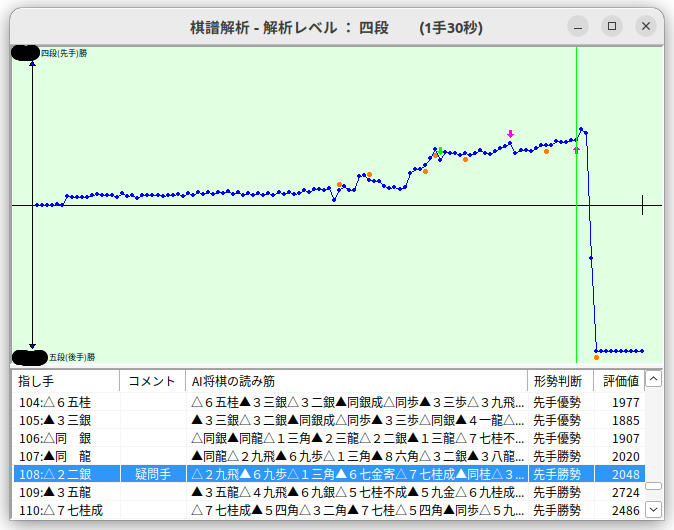 棋譜解析 - 解析レベル : 四段 (1手30秒)
四段(先手)勝
五段(後手)勝
指し手 コメント AI将棋の読み筋 形勢判断 評価値
104:△６五桂 △６五桂▲３三銀△３二銀▲同銀成△同歩▲３三歩△３九飛... 先手優勢 1977
105:▲３三銀 ▲３三銀△３二銀▲同銀成△同歩▲３三歩△同銀▲４一龍△... 先手優勢 1885
106:△同　銀 △同銀▲同龍△１三角▲２三龍△２二銀▲１三龍△７七桂不... 先手優勢 1907
107:▲同　龍 ▲同龍△２九飛▲６九歩△１三角▲８六角△３二銀▲３八龍... 先手勝勢 2020
108:△２二銀 疑問手 △２九飛▲６九歩△１三角▲６七金寄△７七桂成▲同桂△３... 先手勝勢 2048
109:▲３五龍 ▲３五龍△４九飛▲６九銀△５七桂不成▲５九金△６九桂成... 先手勝勢 2724
110:△７七桂成 △７七桂成▲５四角△３二角▲７七桂△５四角▲同歩△５九... 先手勝勢 2486